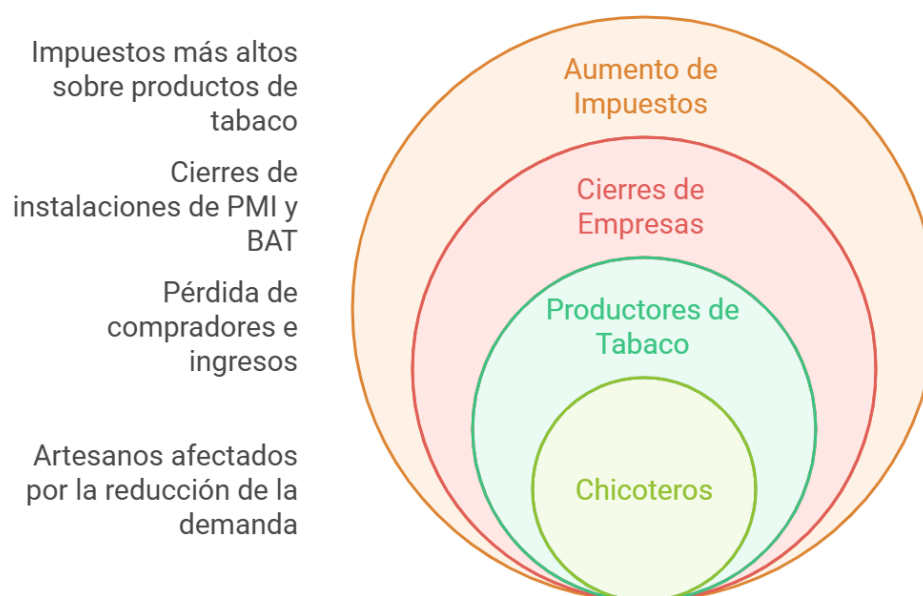 Impuestos más altos
sobre productos de
tabaco
Aumento de
Impuestos
Cierres de
instalaciones de PMI y
BAT
Cierres de
Empresas
Pérdida de
compradores e
ingresos
Productores de
Tabaco
Artesanos afectados
por la reducción de la
demanda
Chicoteros